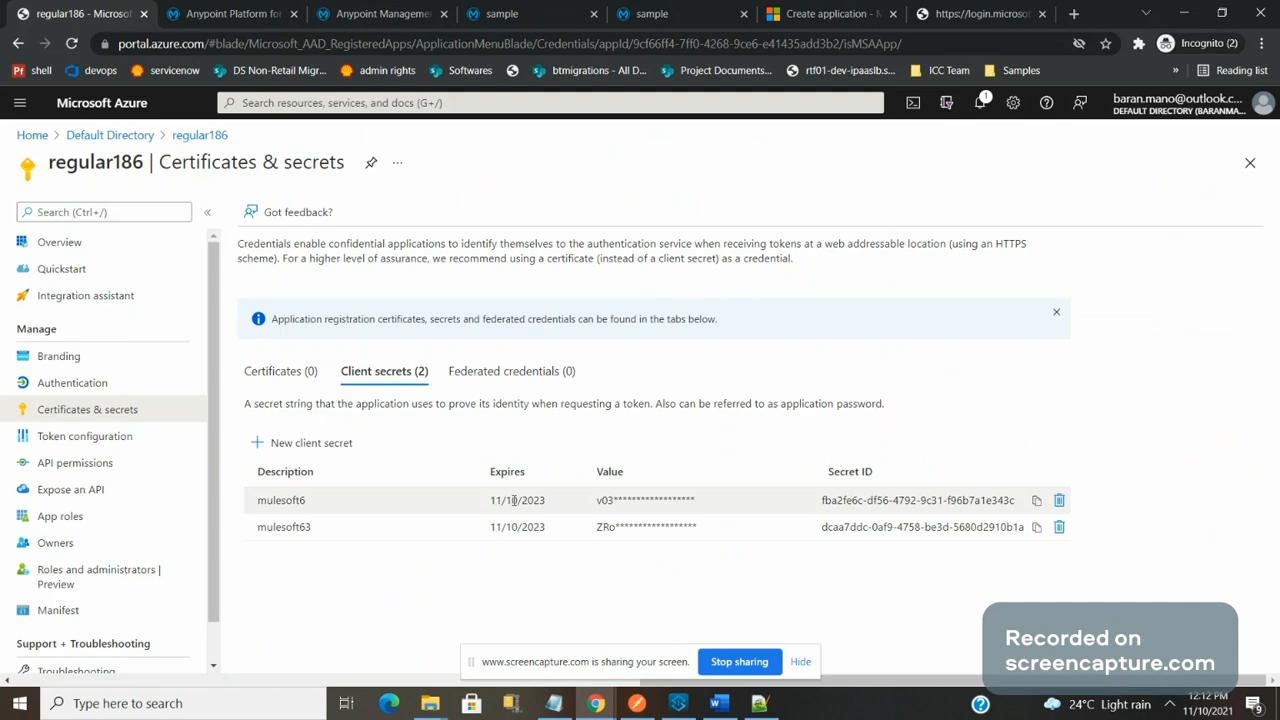 regular186 - Microsoft Azure
Anypoint Platform for
Anypoint Managemen
sample
sample
Create application - M
https://login.microsof
portal.azure.com/#blade/Microsoft_AAD_RegisteredApps/ApplicationMenuBlade/Credentials/appId/9cf66ff4-7ff0-4268-9ce6-e41435add3b2/isMSAApp/
Incognito (2)
shell
devops
servicenow
DS Non-Retail Migr...
admin rights
Softwares
btmigrations - All D...
Project Documents...
rtf01-dev-ipaaslb.s...
ICC Team
Samples
»
Reading list
Microsoft Azure
Search resources, services, and docs (G+/)
1
baran.mano@outlook.c...
DEFAULT DIRECTORY (BARANMA...
Home > Default Directory > regular186
regular186 | Certificates & secrets
Search (Ctrl+/)
«
Got feedback?
Credentials enable confidential applications to identify themselves to the authentication service when receiving tokens at a web addressable location (using an HTTPS
scheme). For a higher level of assurance, we recommend using a certificate (instead of a client secret) as a credential.
Overview
Quickstart
Integration assistant
Manage
Branding
Authentication
Certificates & secrets
Token configuration
API permissions
Expose an API
App roles
Owners
Roles and administrators |
Preview
Manifest
Support + Troubleshooting
Troubleshooting
Application registration certificates, secrets and federated credentials can be found in the tabs below.
Certificates (0)
Client secrets (2)
Federated credentials (0)
A secret string that the application uses to prove its identity when requesting a token. Also can be referred to as application password.
New client secret
Description Expires Value Secret ID
mulesoft6 11/10/2023 v03****************** fba2fe6c-df56-4792-9c31-f96b7a1e343c
mulesoft63 11/10/2023 ZRo****************** dcaa7ddc-0af9-4758-be3d-5680d2910b1a
Recorded on
screencapture.com
www.screencapture.com is sharing your screen.
Stop sharing
Hide
Type here to search
24°C Light rain
12:12 PM
11/10/2021
9